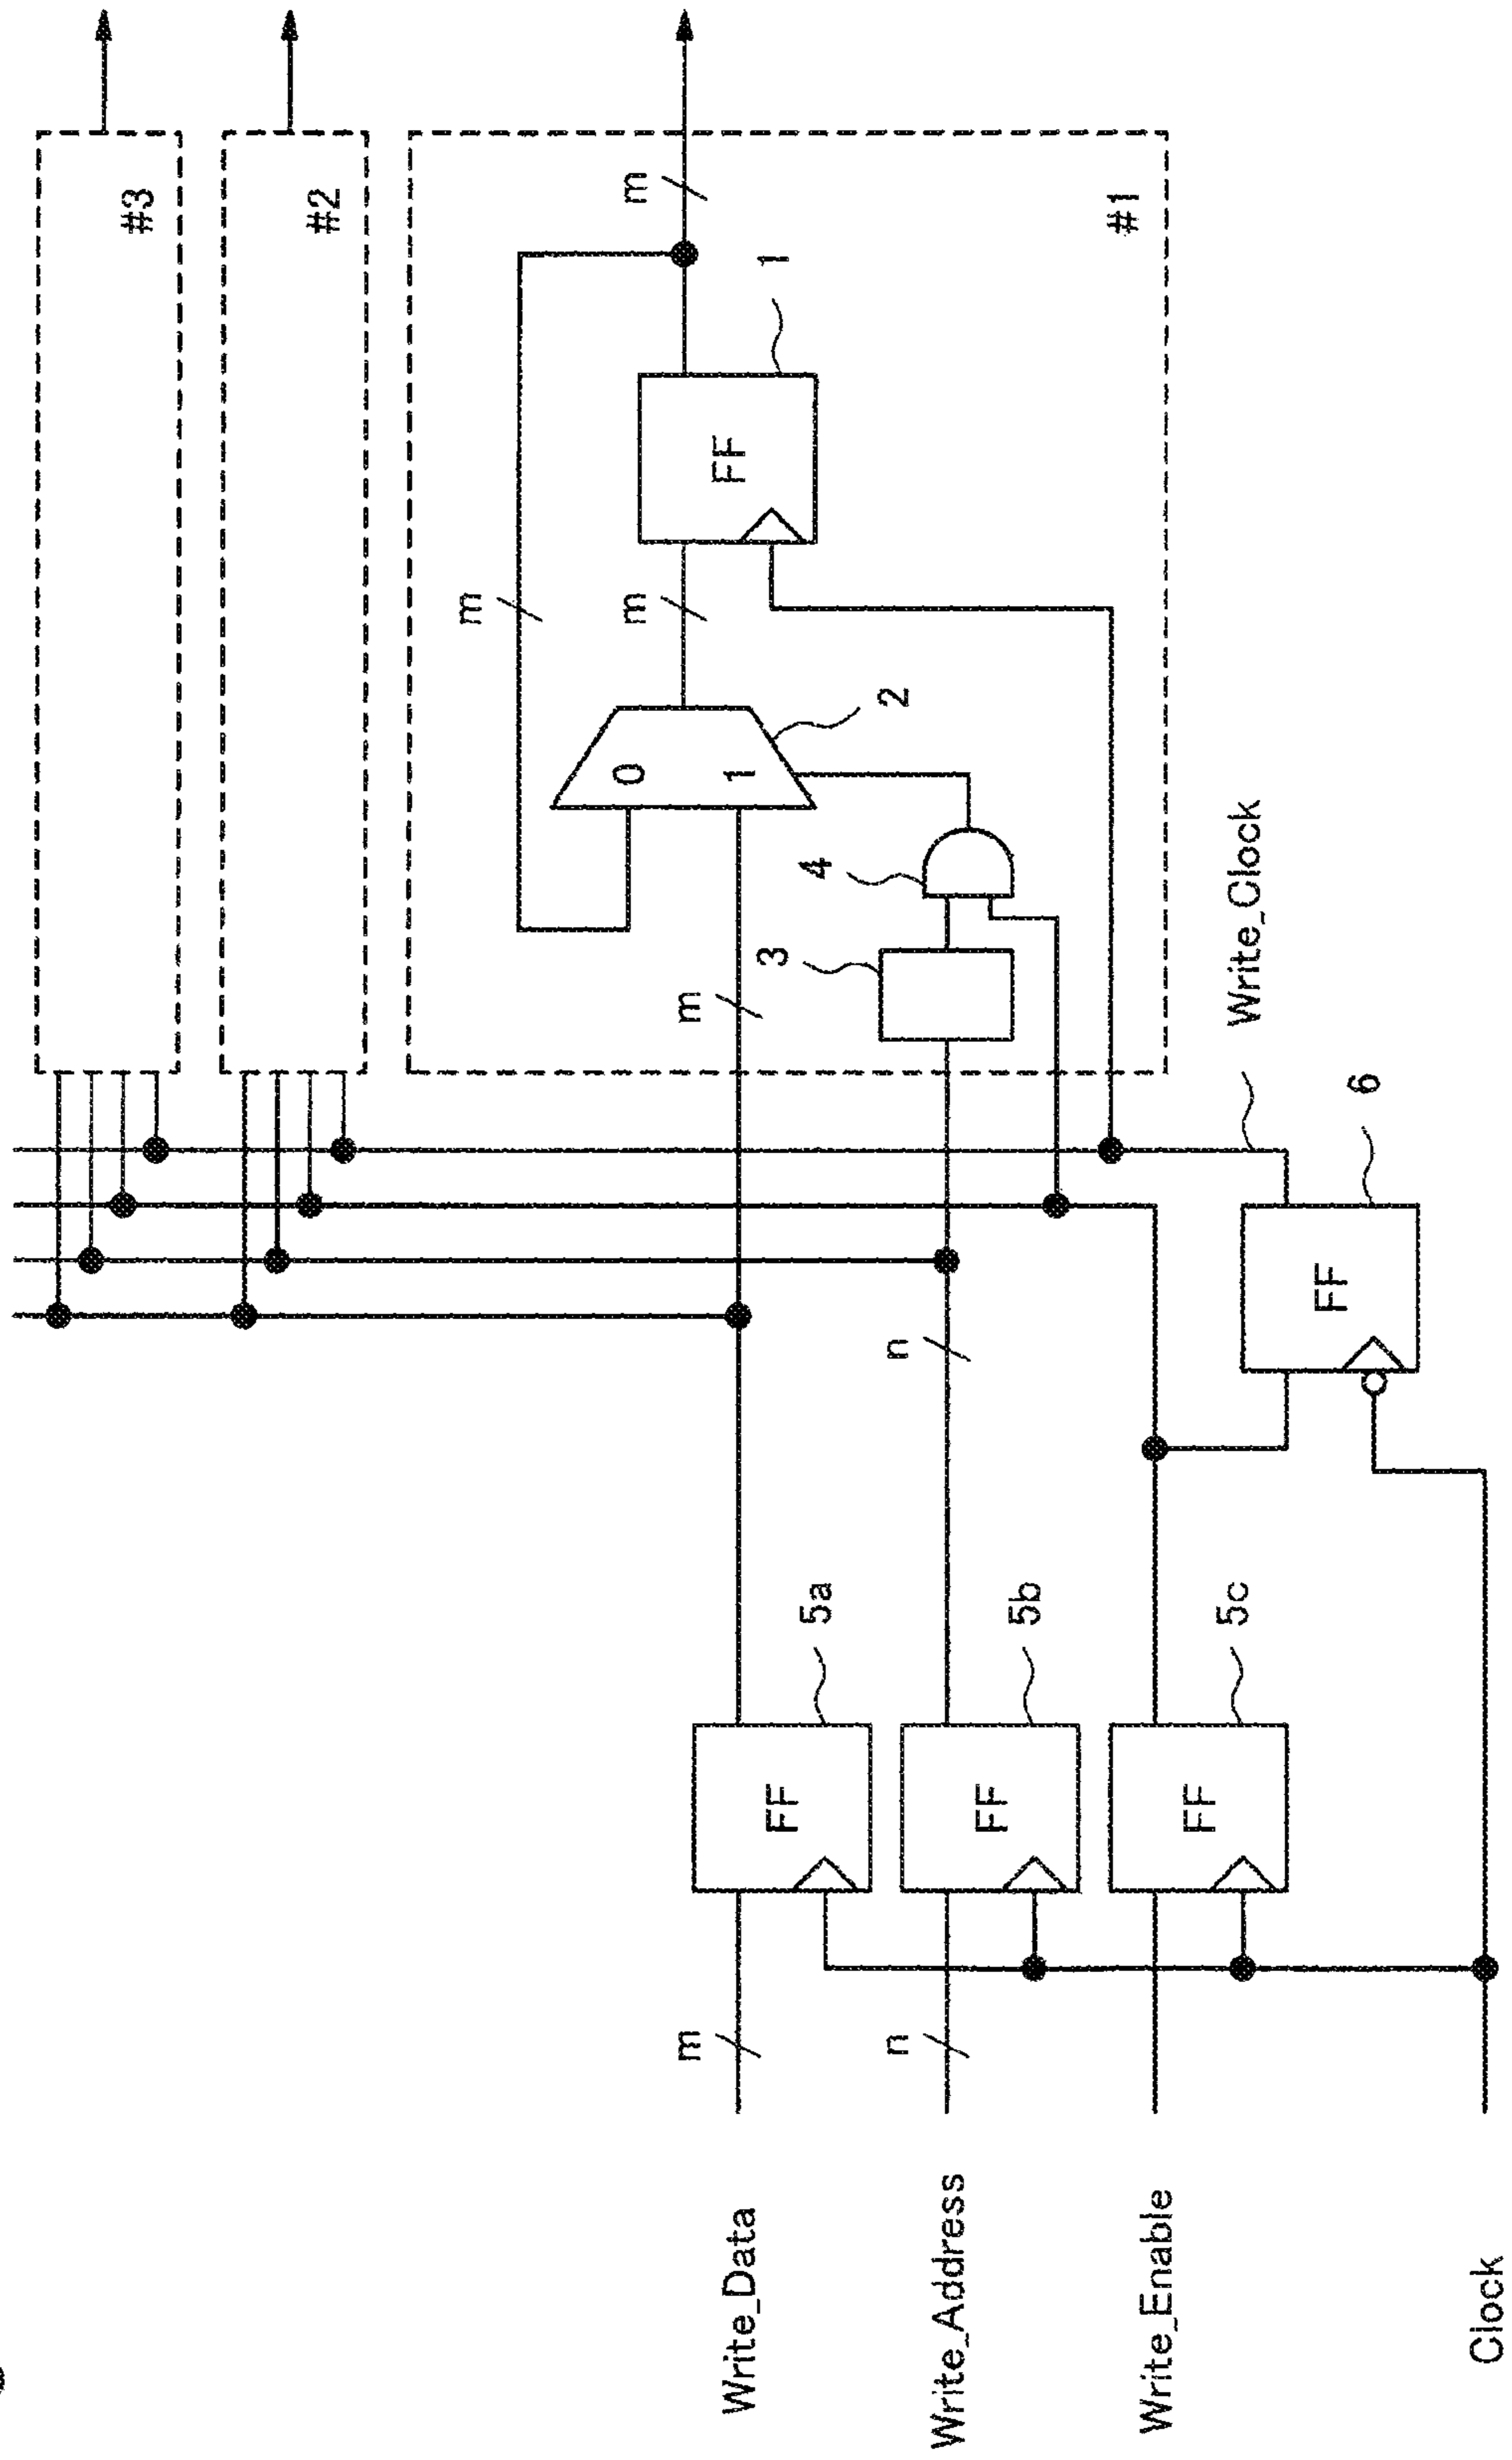 #3
#2
m
1
FF
#1
m
m
2
0
1
4
3
m
Write_Clock
6
FF
n
5a
5b
5c
FF
FF
FF
m
n
Write_Data
Write_Address
Write_Enable
Clock